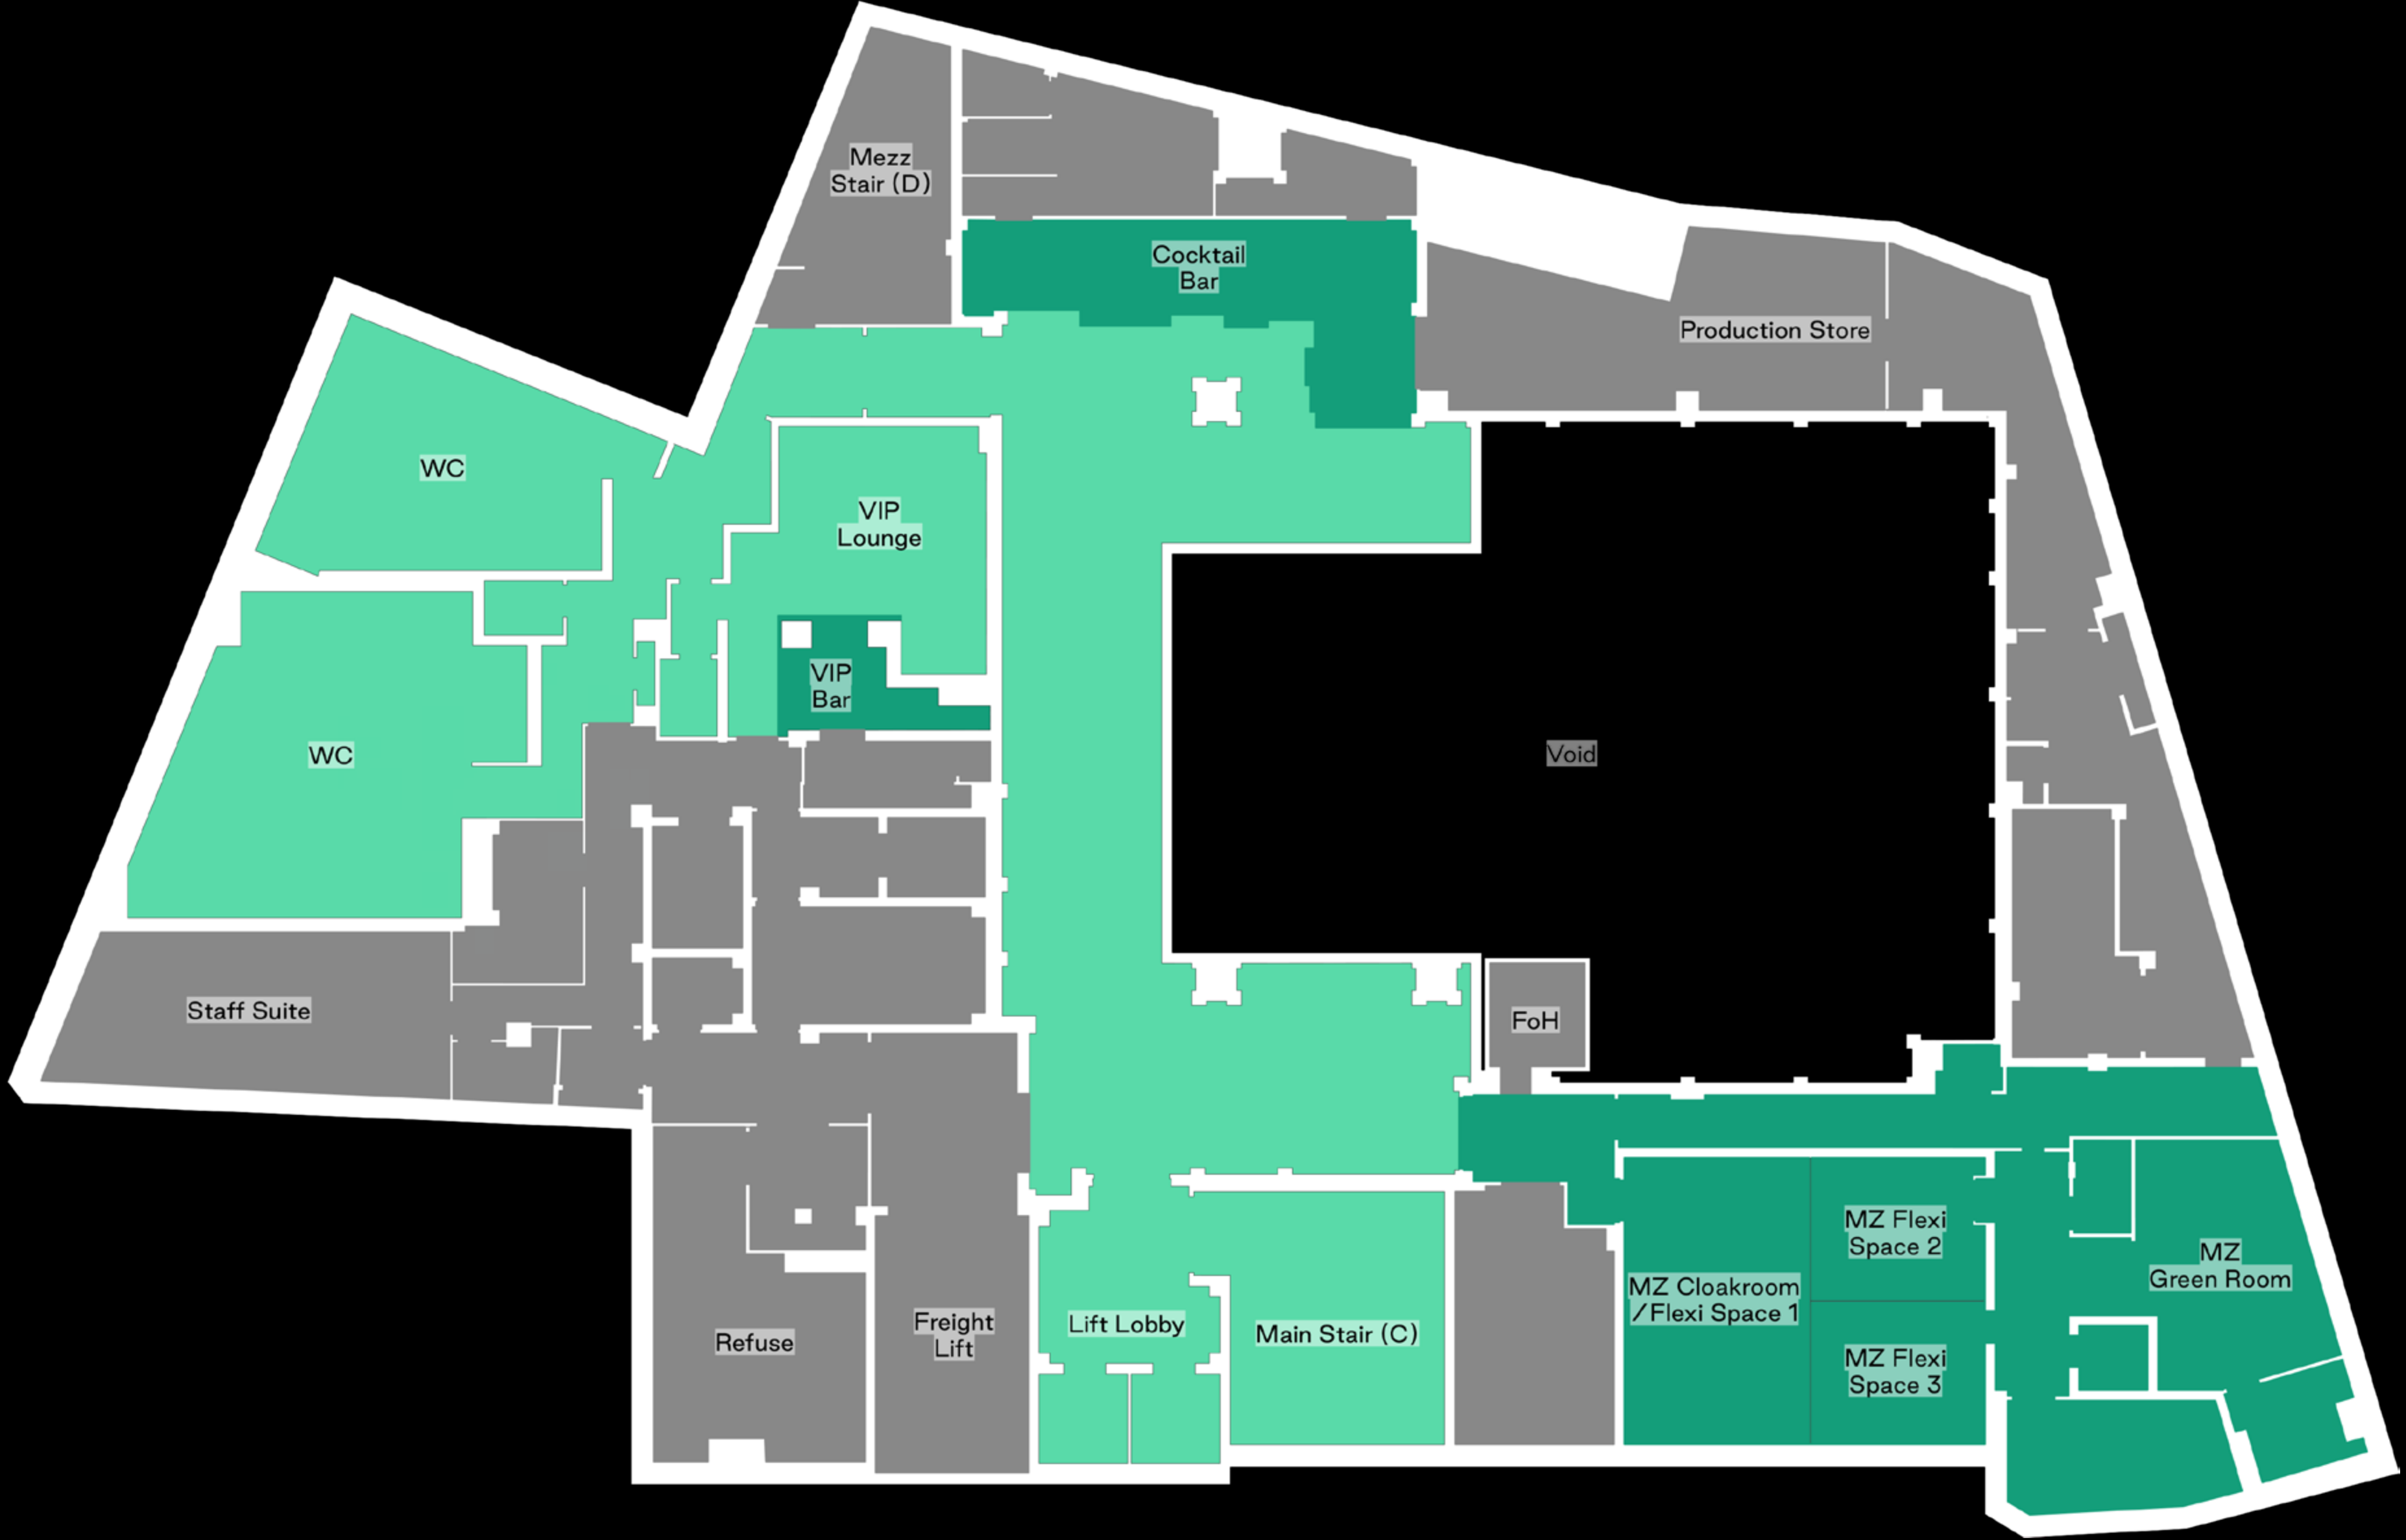 Mezz
Stair (D)
Cocktail
Bar
Production Store
WC
VIP
Lounge
VIP
Bar
WC
Void
Staff Suite
FoH
MZ Flexi
Space 2
MZ
Green Room
MZ Cloakroom
/Flexi Space 1
Freight
Lift
Lift Lobby
Main Stair (C)
Refuse
MZ Flexi
Space 3